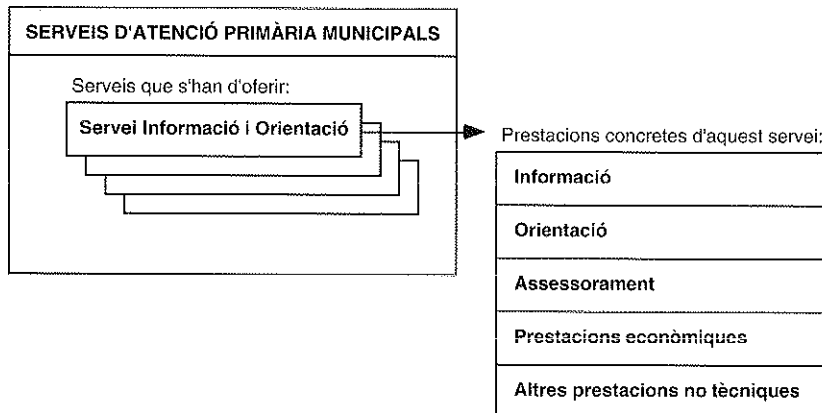 SERVEIS D'ATENCIÓ PRIMÀRIA MUNICIPALS
Serveis que s'han d'oferir:
Servei Informació i Orientació
Prestacions concretes d'aquest servei:
Informació
Orientació
Assessorament
Prestacions econòmiques
Altres prestacions no tècniques